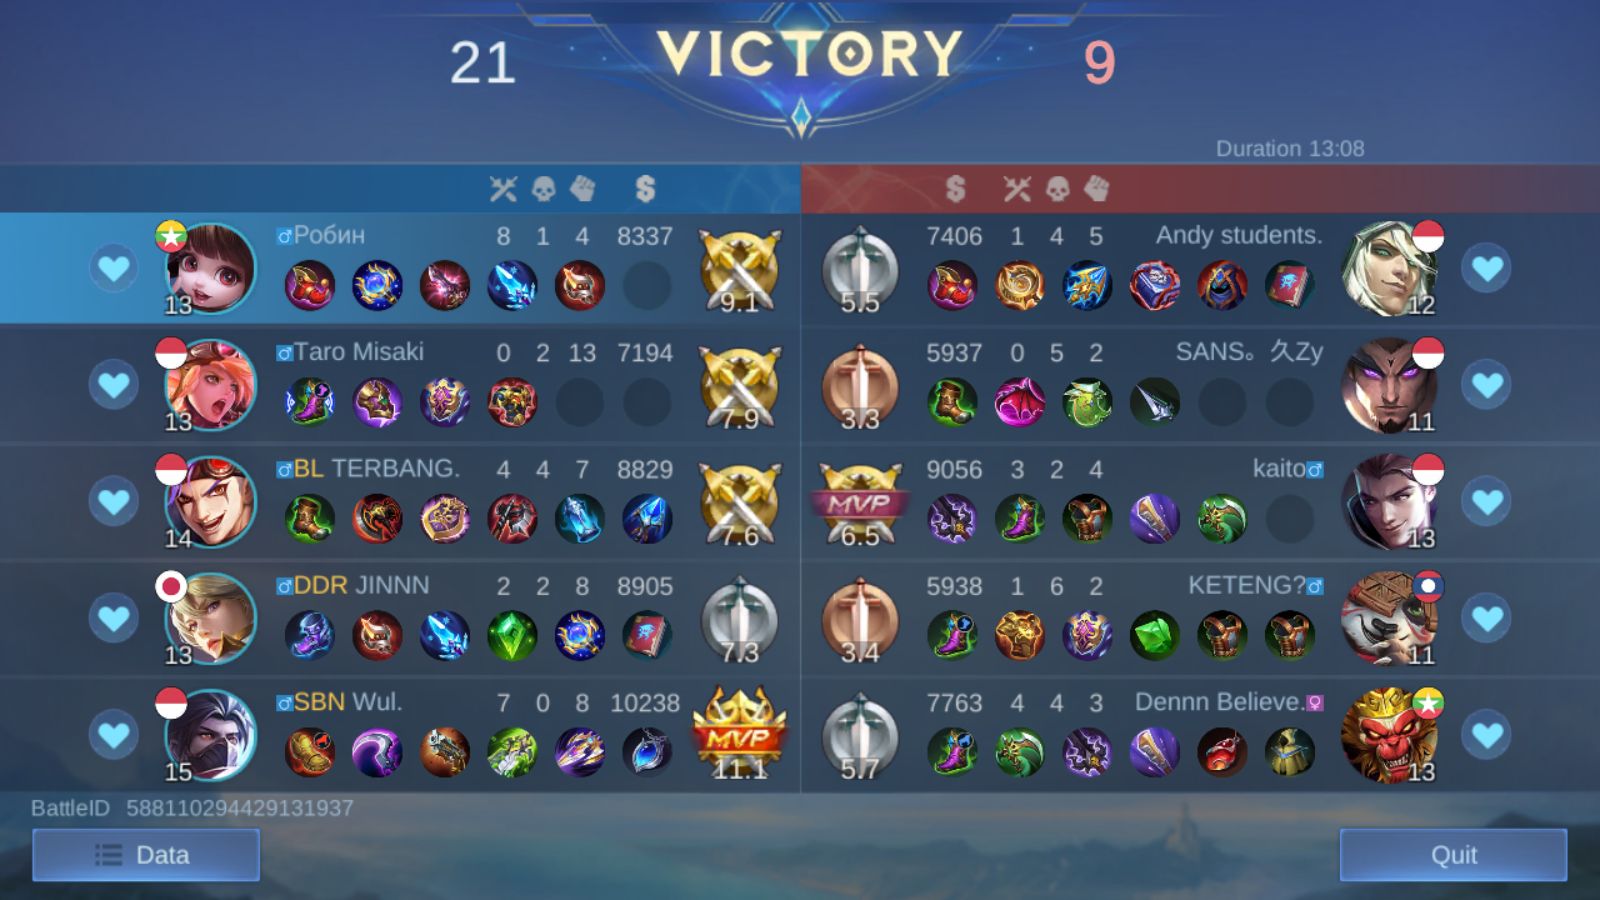 21 VICTORY 9
Duration 13:08
Робин 8 1 4 8337
13 9.1
7406 1 4 5 Andy students.
5.5 12
Taro Misaki 0 2 13 7194
13 7.9
5937 0 5 2 SANS。久Zy
3.3 11
BL TERBANG. 4 4 7 8829
14 7.6
9056 3 2 4 kaito
MVP
6.5 13
DDR JINNN 2 2 8 8905
13 7.3
5938 1 6 2 KETENG?
3.4 11
SBN Wul. 7 0 8 10238
MVP
15 11.1
7763 4 4 3 Dennn Believe.
5.7 13
BattleID 588110294429131937
Data Quit